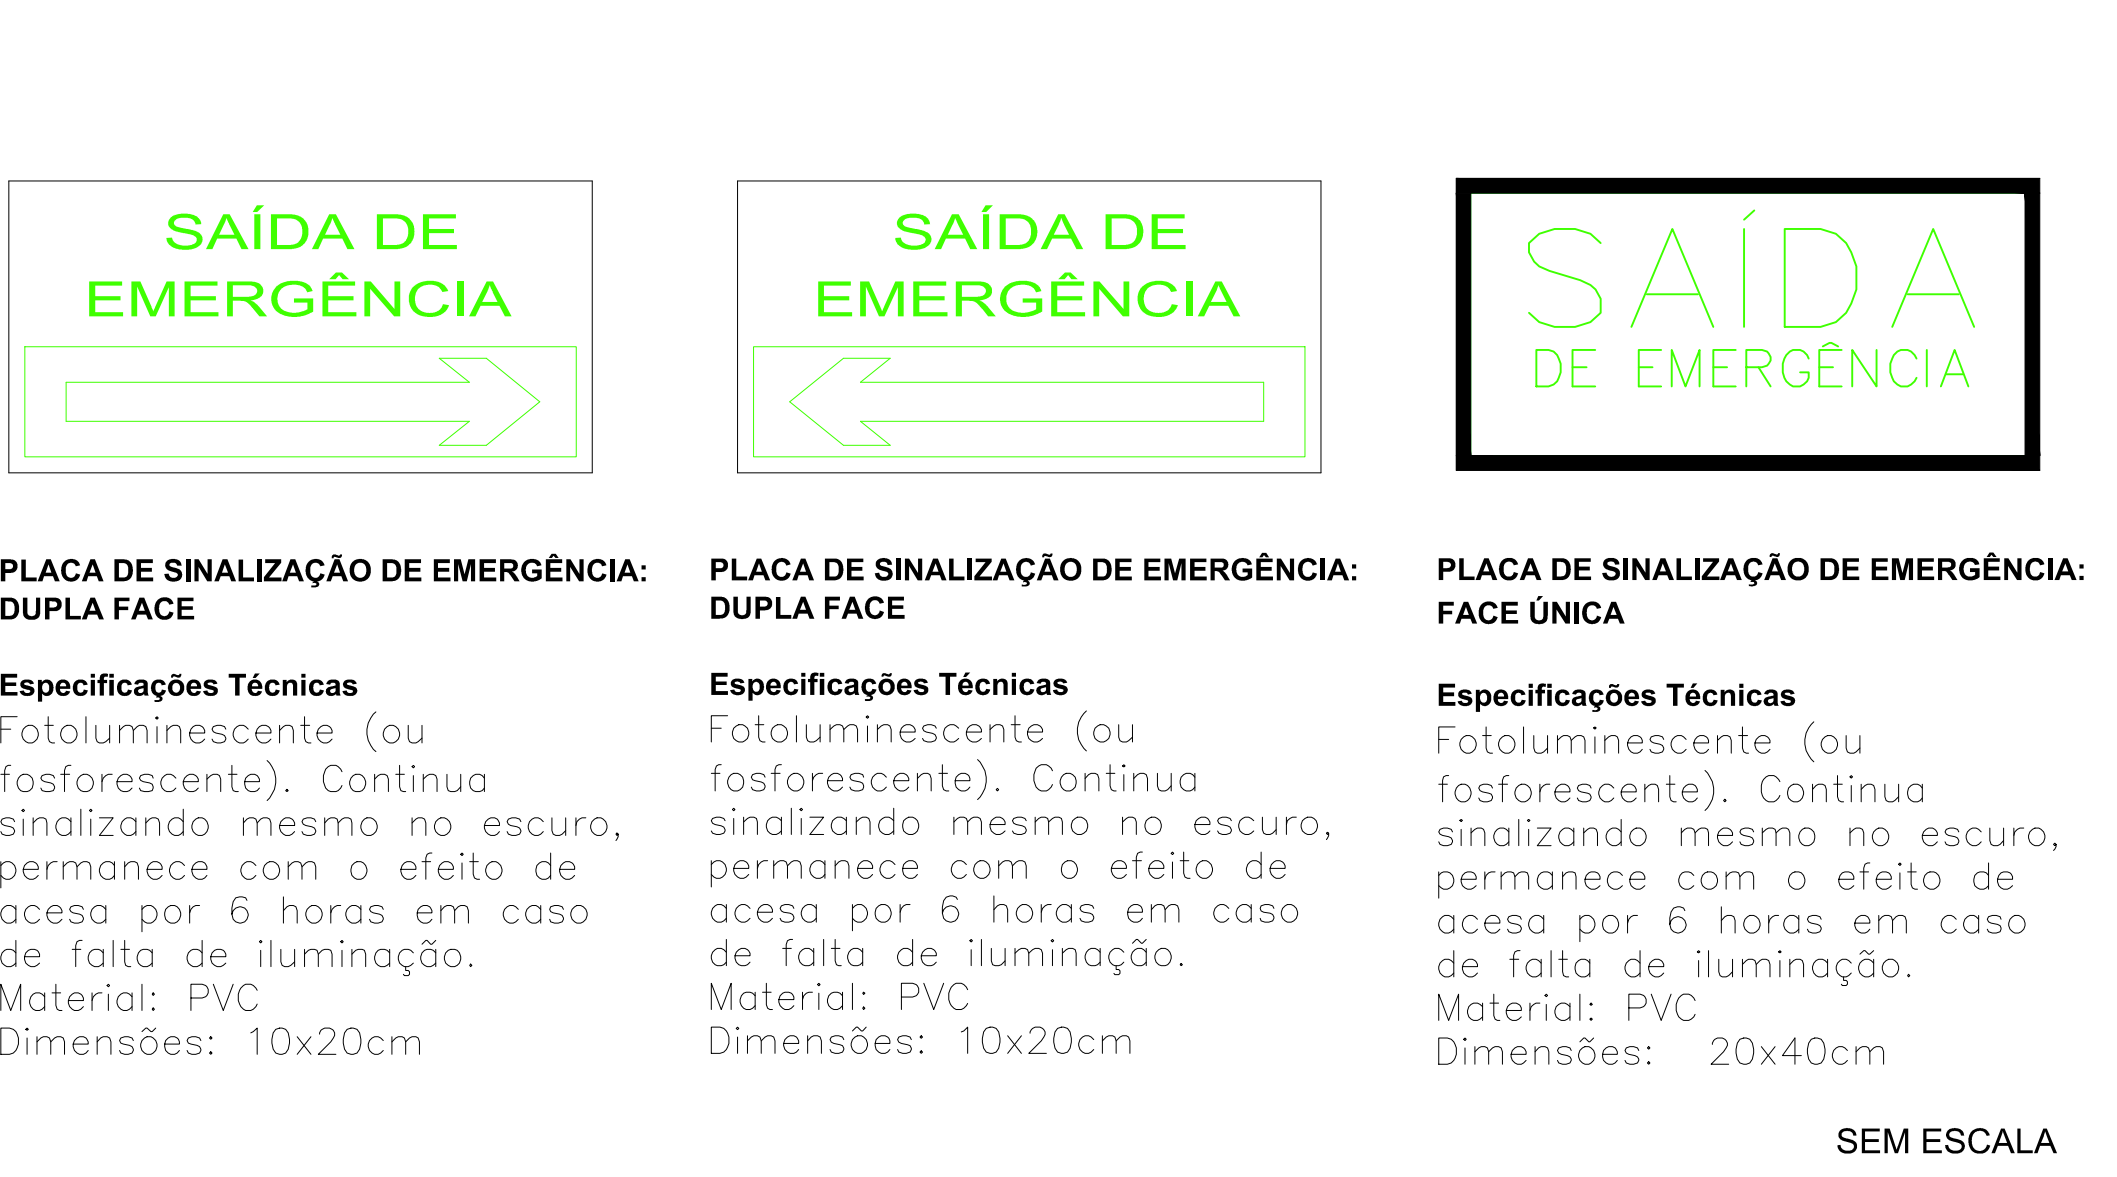 SAÍDA DE
EMERGÊNCIA
PLACA DE SINALIZAÇÃO DE EMERGÊNCIA:
DUPLA FACE
Especificações Técnicas
Fotoluminescente (ou
fosforescente). Continua
sinalizando mesmo no escuro,
permanece com o efeito de
acesa por 6 horas em caso
de falta de iluminação.
Material: PVC
Dimensões: 10x20cm
SAÍDA DE
EMERGÊNCIA
PLACA DE SINALIZAÇÃO DE EMERGÊNCIA:
DUPLA FACE
Especificações Técnicas
Fotoluminescente (ou
fosforescente). Continua
sinalizando mesmo no escuro,
permanece com o efeito de
acesa por 6 horas em caso
de falta de iluminação.
Material: PVC
Dimensões: 10x20cm
SAÍDA
DE EMERGÊNCIA
PLACA DE SINALIZAÇÃO DE EMERGÊNCIA:
FACE ÚNICA
Especificações Técnicas
Fotoluminescente (ou
fosforescente). Continua
sinalizando mesmo no escuro,
permanece com o efeito de
acesa por 6 horas em caso
de falta de iluminação.
Material: PVC
Dimensões: 20x40cm
SEM ESCALA